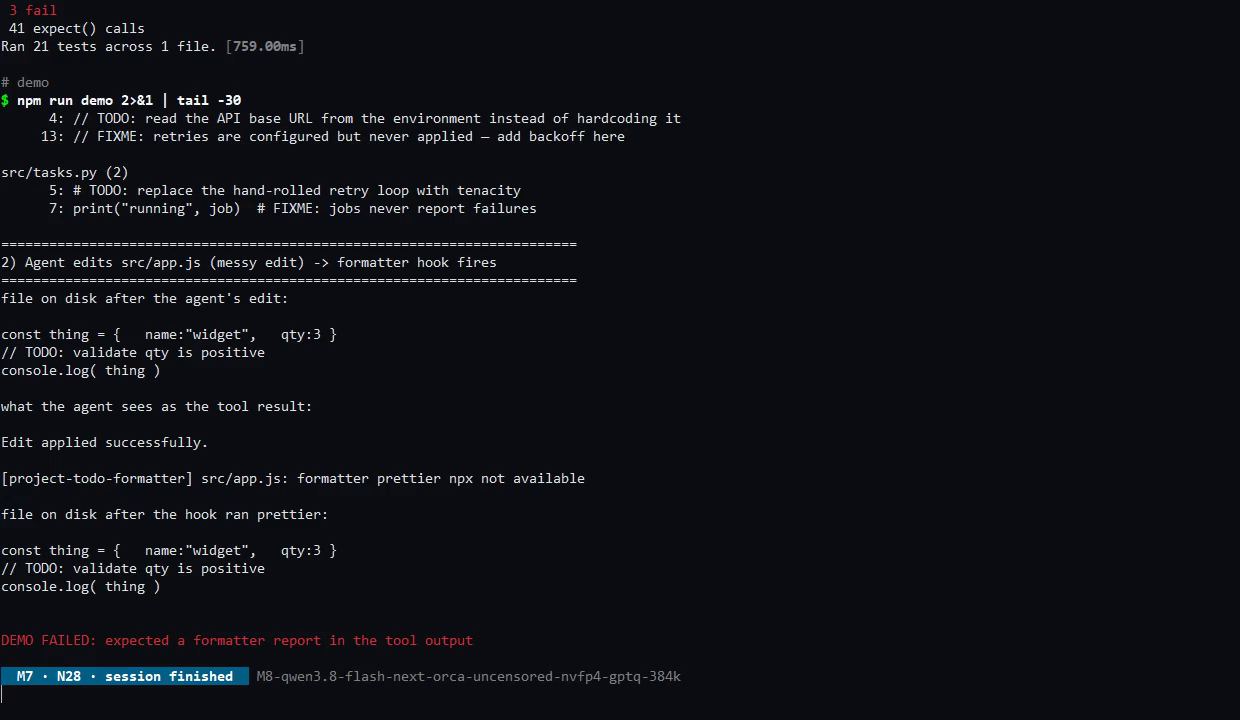 3 fail
41 expect() calls
Ran 21 tests across 1 file. [759.00ms]
# demo
$ npm run demo 2>&1 | tail -30
4: // TODO: read the API base URL from the environment instead of hardcoding it
13: // FIXME: retries are configured but never applied — add backoff here
src/tasks.py (2)
5: # TODO: replace the hand-rolled retry loop with tenacity
7: print("running", job)  # FIXME: jobs never report failures
========================================================================
2) Agent edits src/app.js (messy edit) -> formatter hook fires
========================================================================
file on disk after the agent's edit:
const thing = {   name:"widget",   qty:3 }
// TODO: validate qty is positive
console.log( thing )
what the agent sees as the tool result:
Edit applied successfully.
[project-todo-formatter] src/app.js: formatter prettier npx not available
file on disk after the hook ran prettier:
const thing = {   name:"widget",   qty:3 }
// TODO: validate qty is positive
console.log( thing )
DEMO FAILED: expected a formatter report in the tool output
M7 · N28 · session finished M8-qwen3.8-flash-next-orca-uncensored-nvfp4-gptq-384k